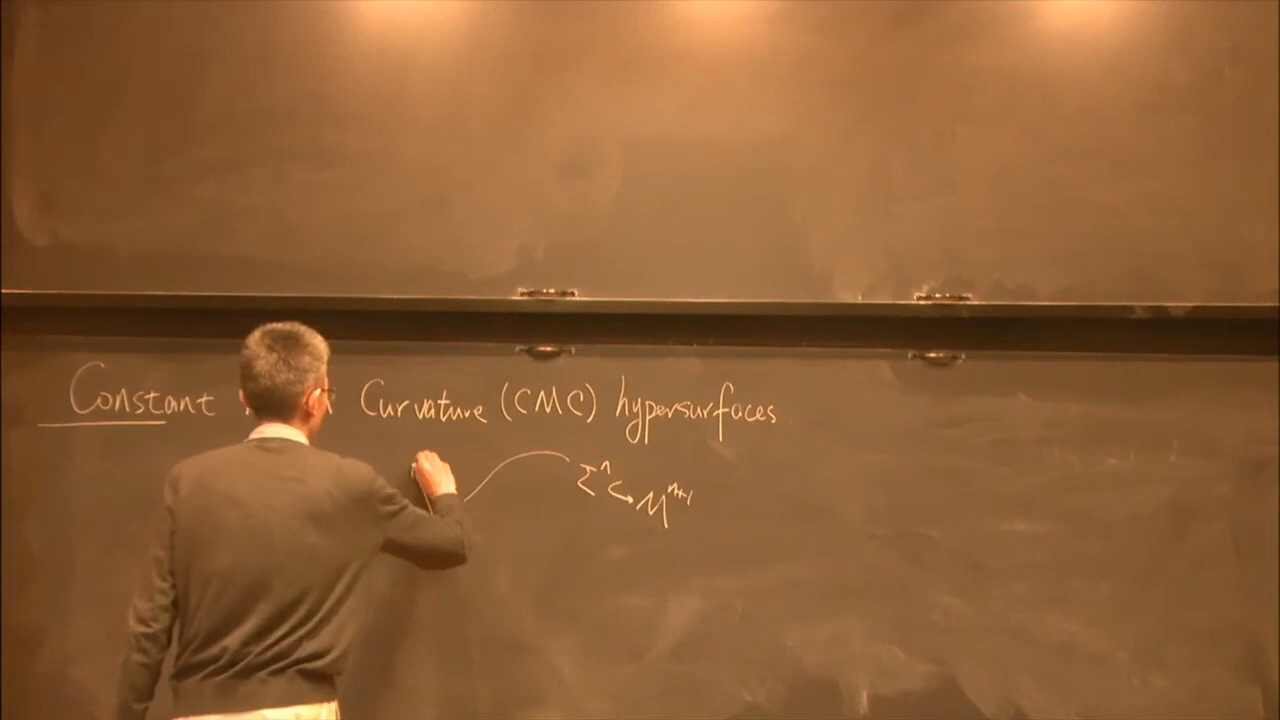 Constant Curvature (CMC) hypersurfaces
Σⁿ ↪ Mⁿ⁺¹